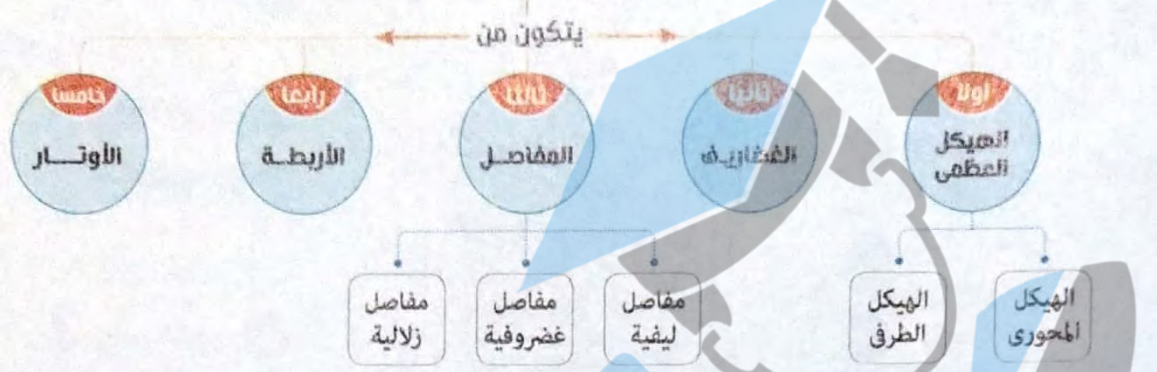 يتكون من
أولا
الهيكل
العظمى
ثانيا
الغضاريف
ثالثا
المفاصل
رابعا
الأربطة
خامسا
الأوتار
الهيكل
المحورى
الهيكل
الطرفى
مفاصل
ليفية
مفاصل
غضروفية
مفاصل
زلالية